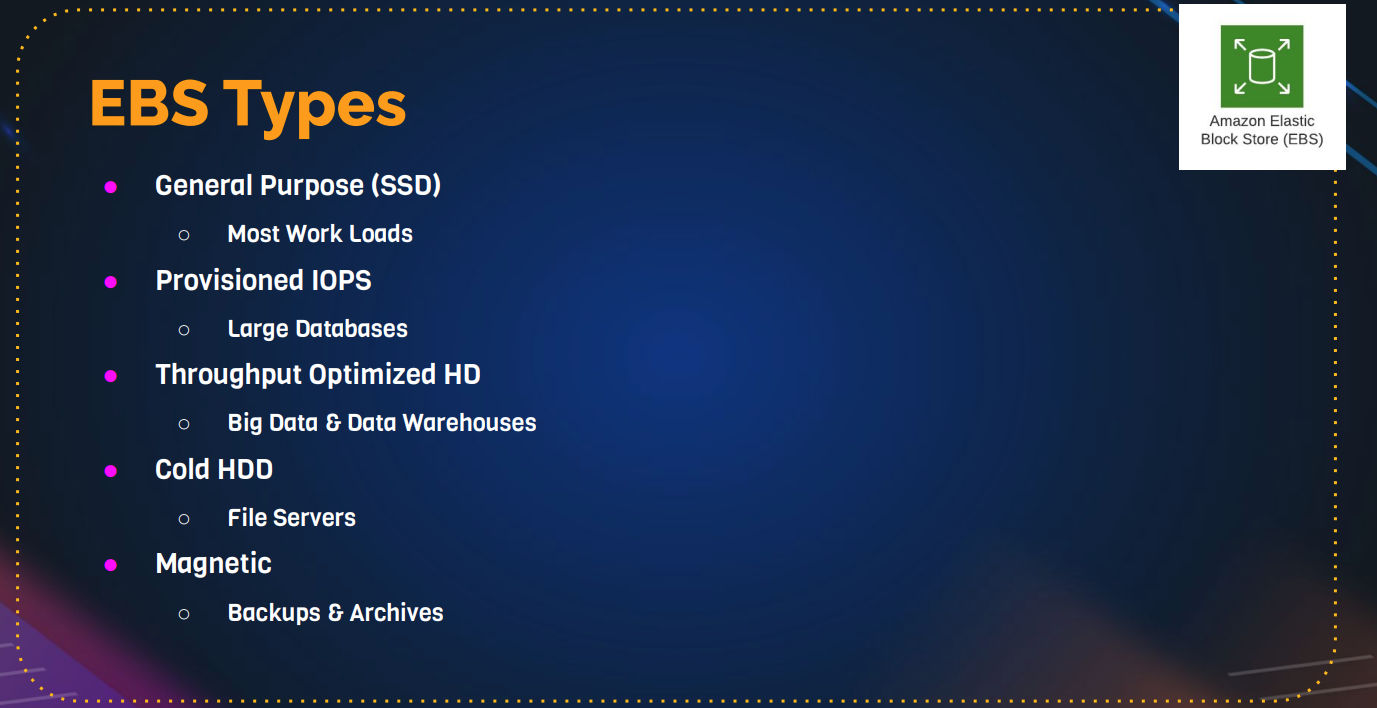 EBS Types
Amazon Elastic
Block Store (EBS)
● General Purpose (SSD)
○ Most Work Loads
● Provisioned IOPS
○ Large Databases
● Throughput Optimized HD
○ Big Data & Data Warehouses
● Cold HDD
○ File Servers
● Magnetic
○ Backups & Archives